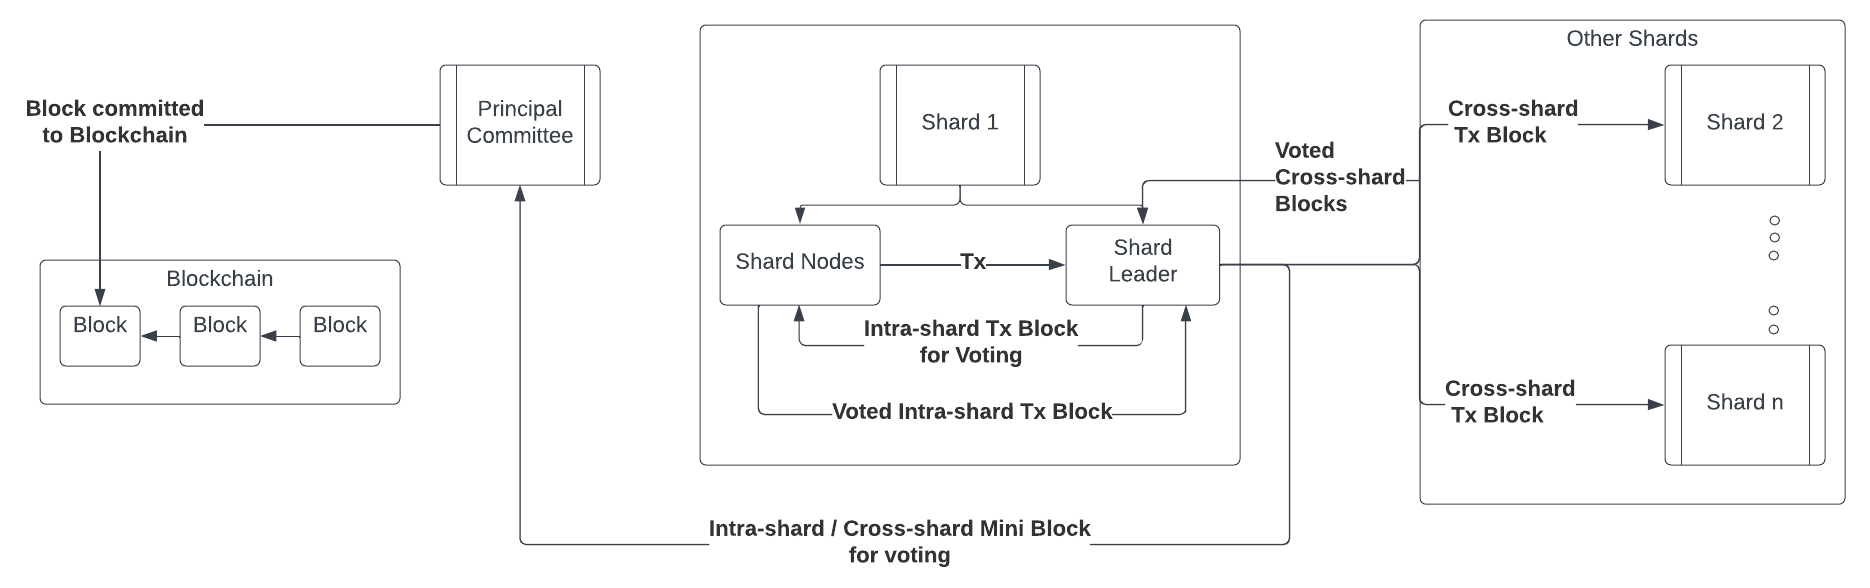 Block committed
to Blockchain
Principal
Committee
Blockchain
Block
Block
Block
Shard 1
Shard Nodes
Tx
Shard
Leader
Intra-shard Tx Block
for Voting
Voted Intra-shard Tx Block
Intra-shard / Cross-shard Mini Block
for voting
Voted
Cross-shard
Blocks
Other Shards
Cross-shard
Tx Block
Shard 2
Cross-shard
Tx Block
Shard n